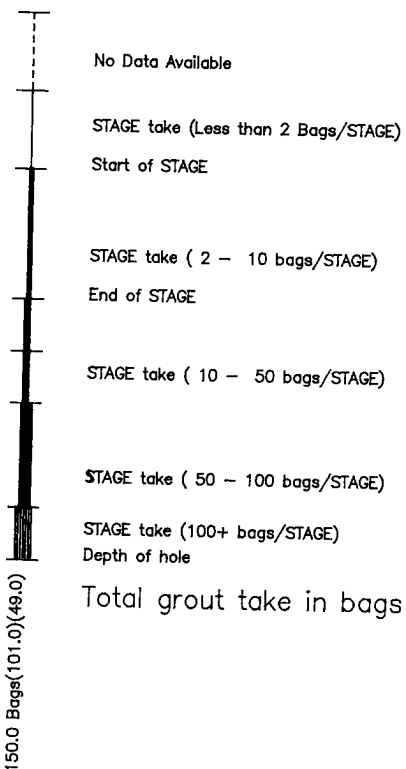 No Data Available
STAGE take (Less than 2 Bags/STAGE)
Start of STAGE
STAGE take ( 2 - 10 bags/STAGE)
End of STAGE
STAGE take ( 10 - 50 bags/STAGE)
STAGE take ( 50 - 100 bags/STAGE)
STAGE take (100+ bags/STAGE)
Depth of hole
Total grout take in bags
150.0 Bags(101.0)(49.0)